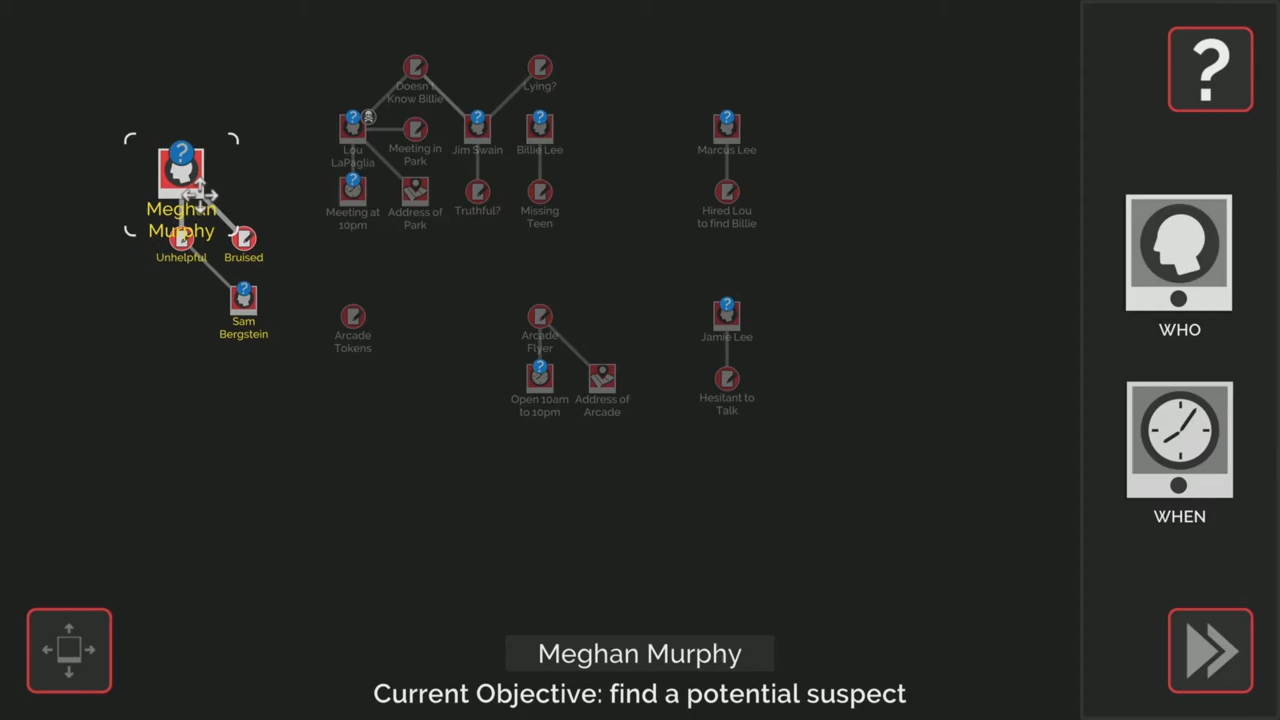 Doesn't
Know Billie
Lying?
Lou
LaPaglia
Meeting in
Park
Jim Swain
Billie Lee
Marcus Lee
Meghan
Murphy
Meeting at
10pm
Address of
Park
Truthful?
Missing
Teen
Hired Lou
to find Billie
Unhelpful
Bruised
Sam
Bergstein
Arcade
Tokens
Arcade
Flyer
Jamie Lee
Open 10am
to 10pm
Address of
Arcade
Hesitant to
Talk
?
WHO
WHEN
Meghan Murphy
Current Objective: find a potential suspect